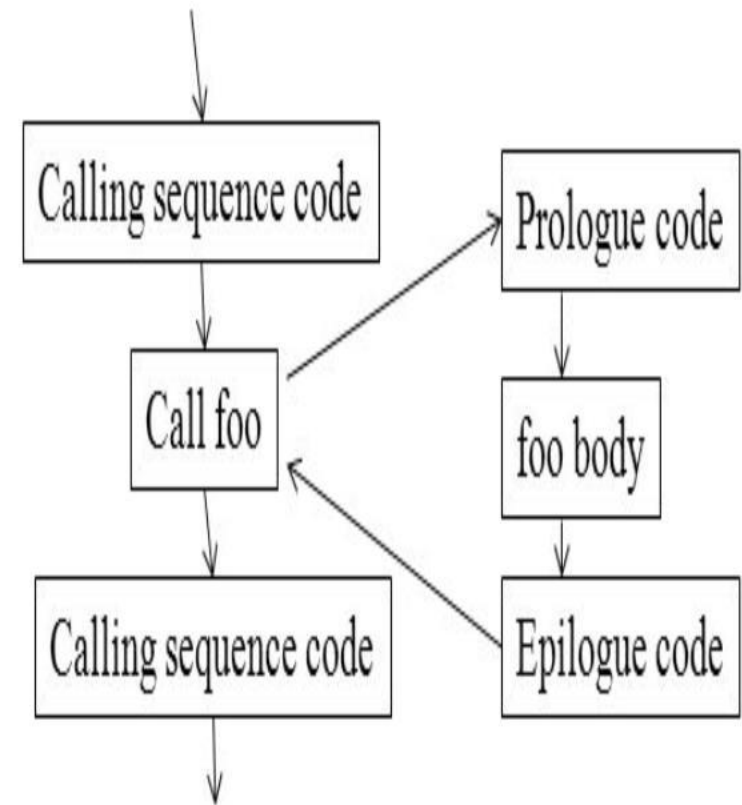 Calling sequence code
Prologue code
Call foo
foo body
Calling sequence code
Epilogue code